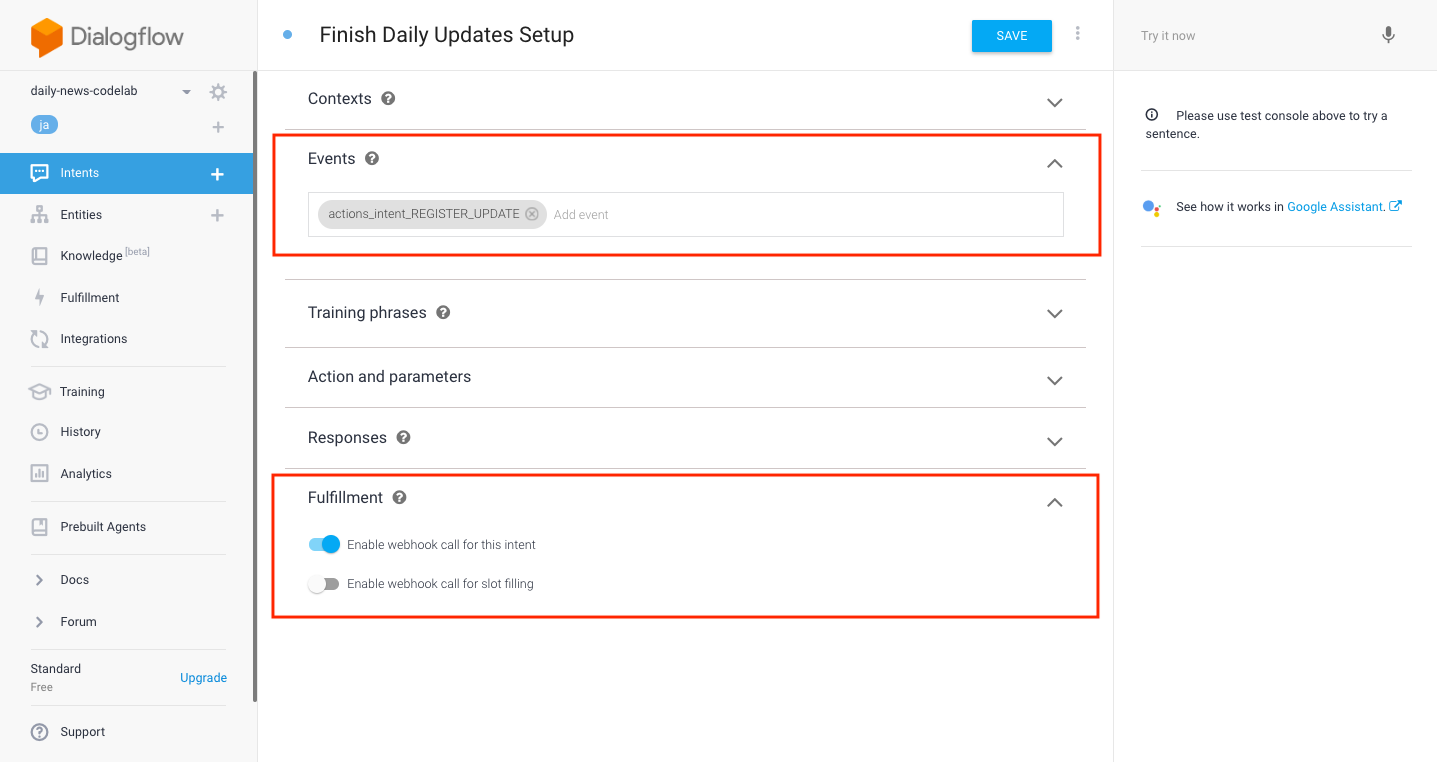 Dialogflow
daily-news-codelab
ja
Intents
Entities
Knowledge [beta]
Fulfillment
Integrations
Training
History
Analytics
Prebuilt Agents
Docs
Forum
Standard
Free
Upgrade
Support
Finish Daily Updates Setup
SAVE
Contexts
Events
actions_intent_REGISTER_UPDATE Add event
Training phrases
Action and parameters
Responses
Fulfillment
Enable webhook call for this intent
Enable webhook call for slot filling
Try it now
Please use test console above to try a
sentence.
See how it works in Google Assistant.